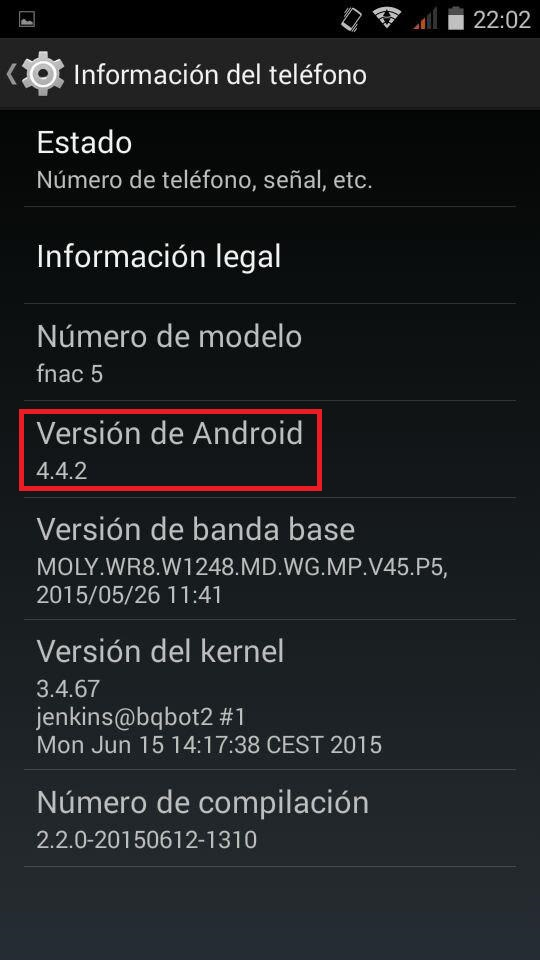 22:02
Información del teléfono
Estado
Número de teléfono, señal, etc.
Información legal
Número de modelo
fnac 5
Versión de Android
4.4.2
Versión de banda base
MOLY.WR8.W1248.MD.WG.MP.V45.P5,
2015/05/26 11:41
Versión del kernel
3.4.67
jenkins@bqbot2 #1
Mon Jun 15 14:17:38 CEST 2015
Número de compilación
2.2.0-20150612-1310